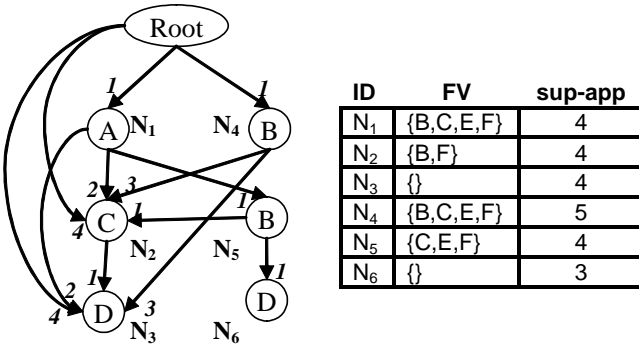 Root
1
1
A
N1
N4
B
2
3
1
C
1
B
4
N2
N5
1
1
2
3
4
D
D
N3
N6
ID FV sup-app
N1 {B,C,E,F} 4
N2 {B,F} 4
N3 {} 4
N4 {B,C,E,F} 5
N5 {C,E,F} 4
N6 {} 3